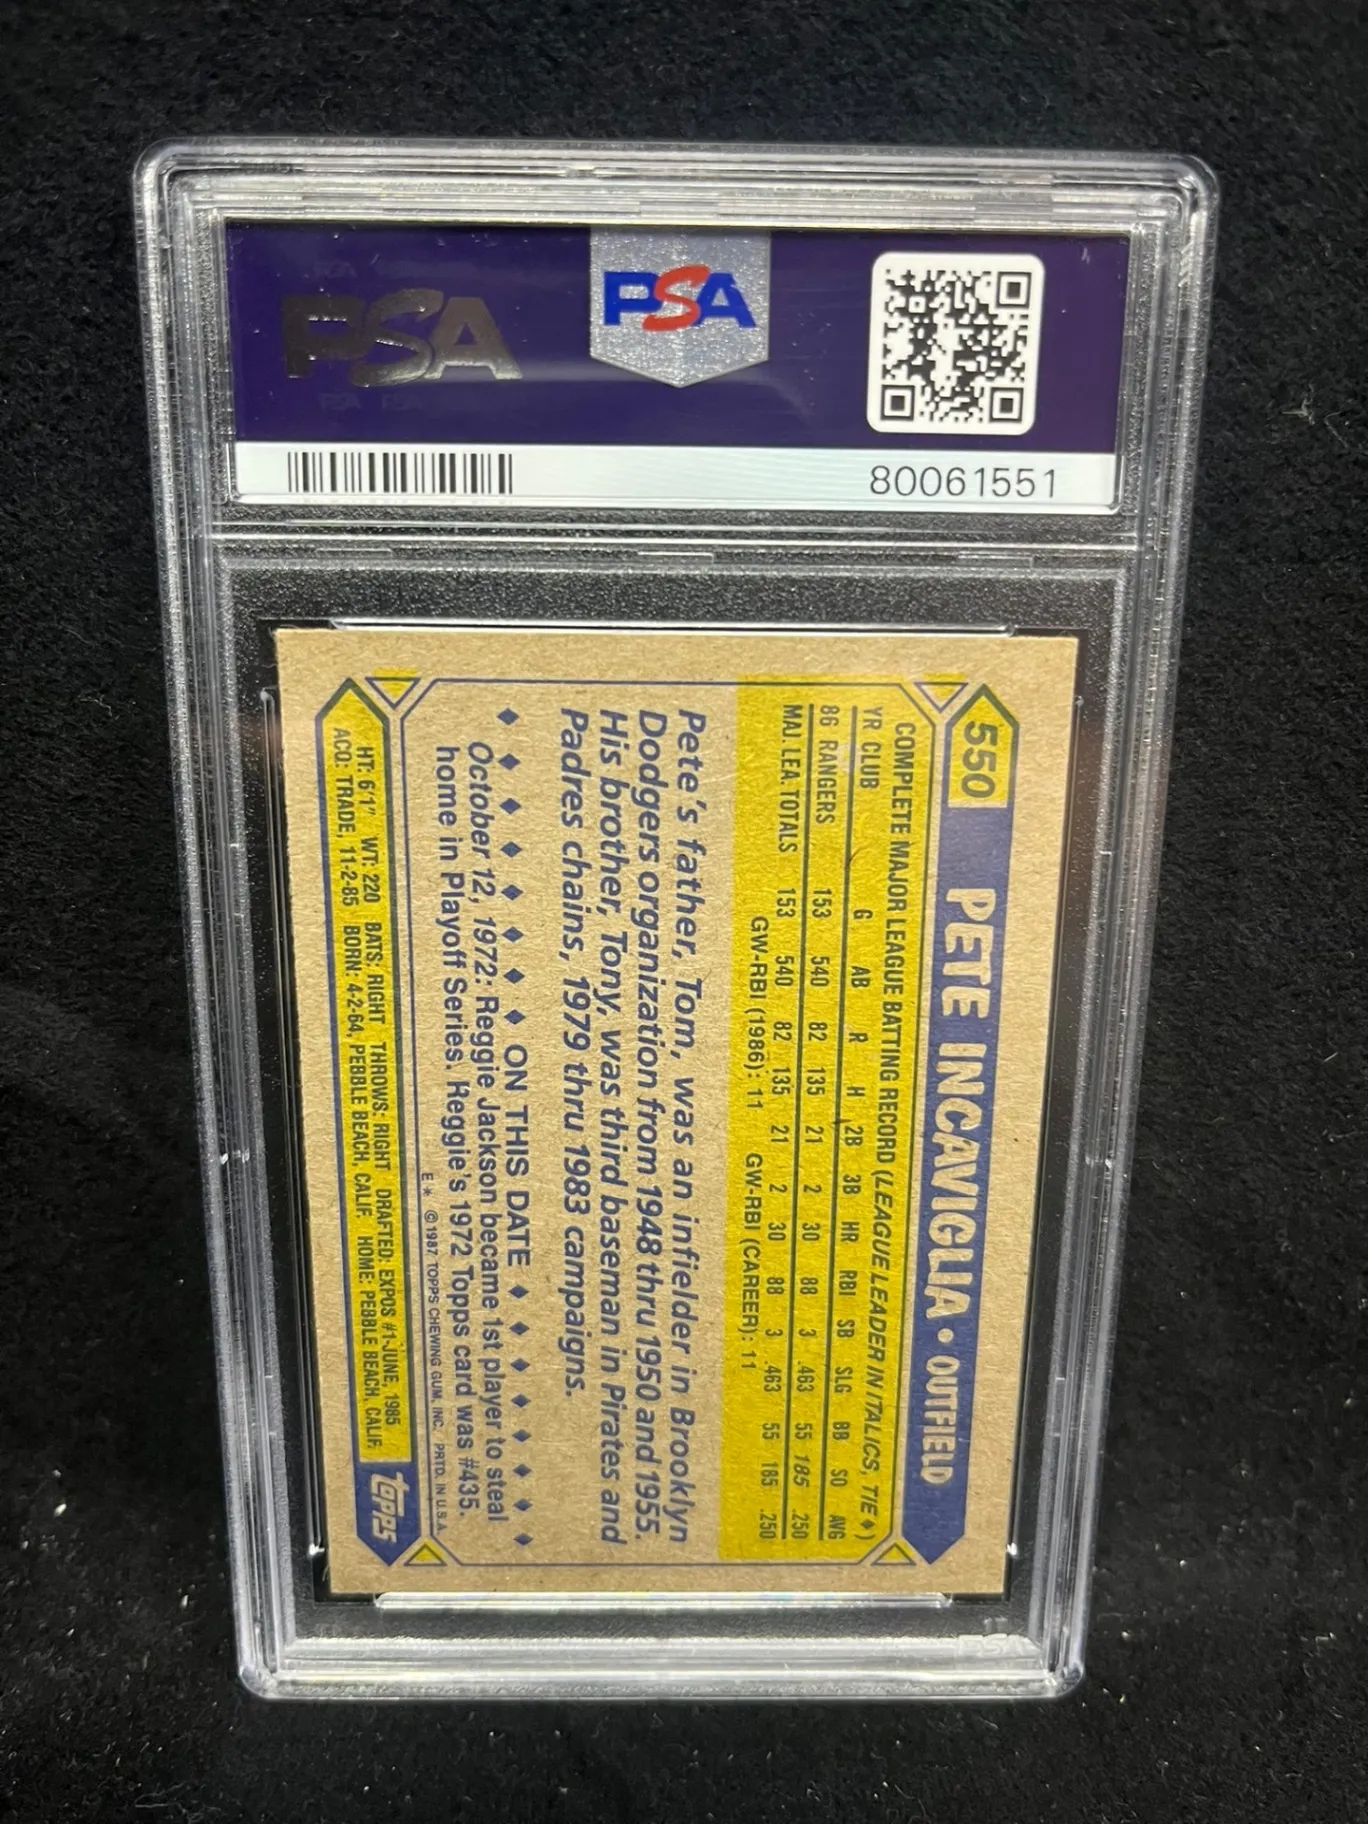 PSA
PSA
80061551
550 PETE INCAVIGLIA • OUTFIELD
COMPLETE MAJOR LEAGUE BATTING RECORD (LEAGUE LEADER IN ITALICS, TIE ♦)
YR CLUB G AB R H 2B 3B HR RBI SB SLG BB SO AVG
86 RANGERS 153 540 82 135 21 2 30 88 3 .463 55 185 .250
MAJ. LEA. TOTALS 153 540 82 135 21 2 30 88 3 .463 55 185 .250
GW-RBI (1986): 11 GW-RBI (CAREER): 11
Pete's father, Tom, was an infielder in Brooklyn
Dodgers organization from 1948 thru 1950 and 1955.
His brother, Tony, was third baseman in Pirates and
Padres chains, 1979 thru 1983 campaigns.
♦ ♦ ♦ ♦ ♦ ♦ ♦ ♦ ON THIS DATE ♦ ♦ ♦ ♦ ♦ ♦ ♦ ♦
October 12, 1972: Reggie Jackson became 1st player to steal
home in Playoff Series. Reggie's 1972 Topps card was #435.
E* © 1987 TOPPS CHEWING GUM, INC. PRTD. IN U.S.A.
HT: 6'1" WT: 220 BATS: RIGHT THROWS: RIGHT DRAFTED: EXPOS #1-JUNE, 1985
ACQ: TRADE, 11-2-85 BORN: 4-2-64, PEBBLE BEACH, CALIF. HOME: PEBBLE BEACH, CALIF.
TOPPS